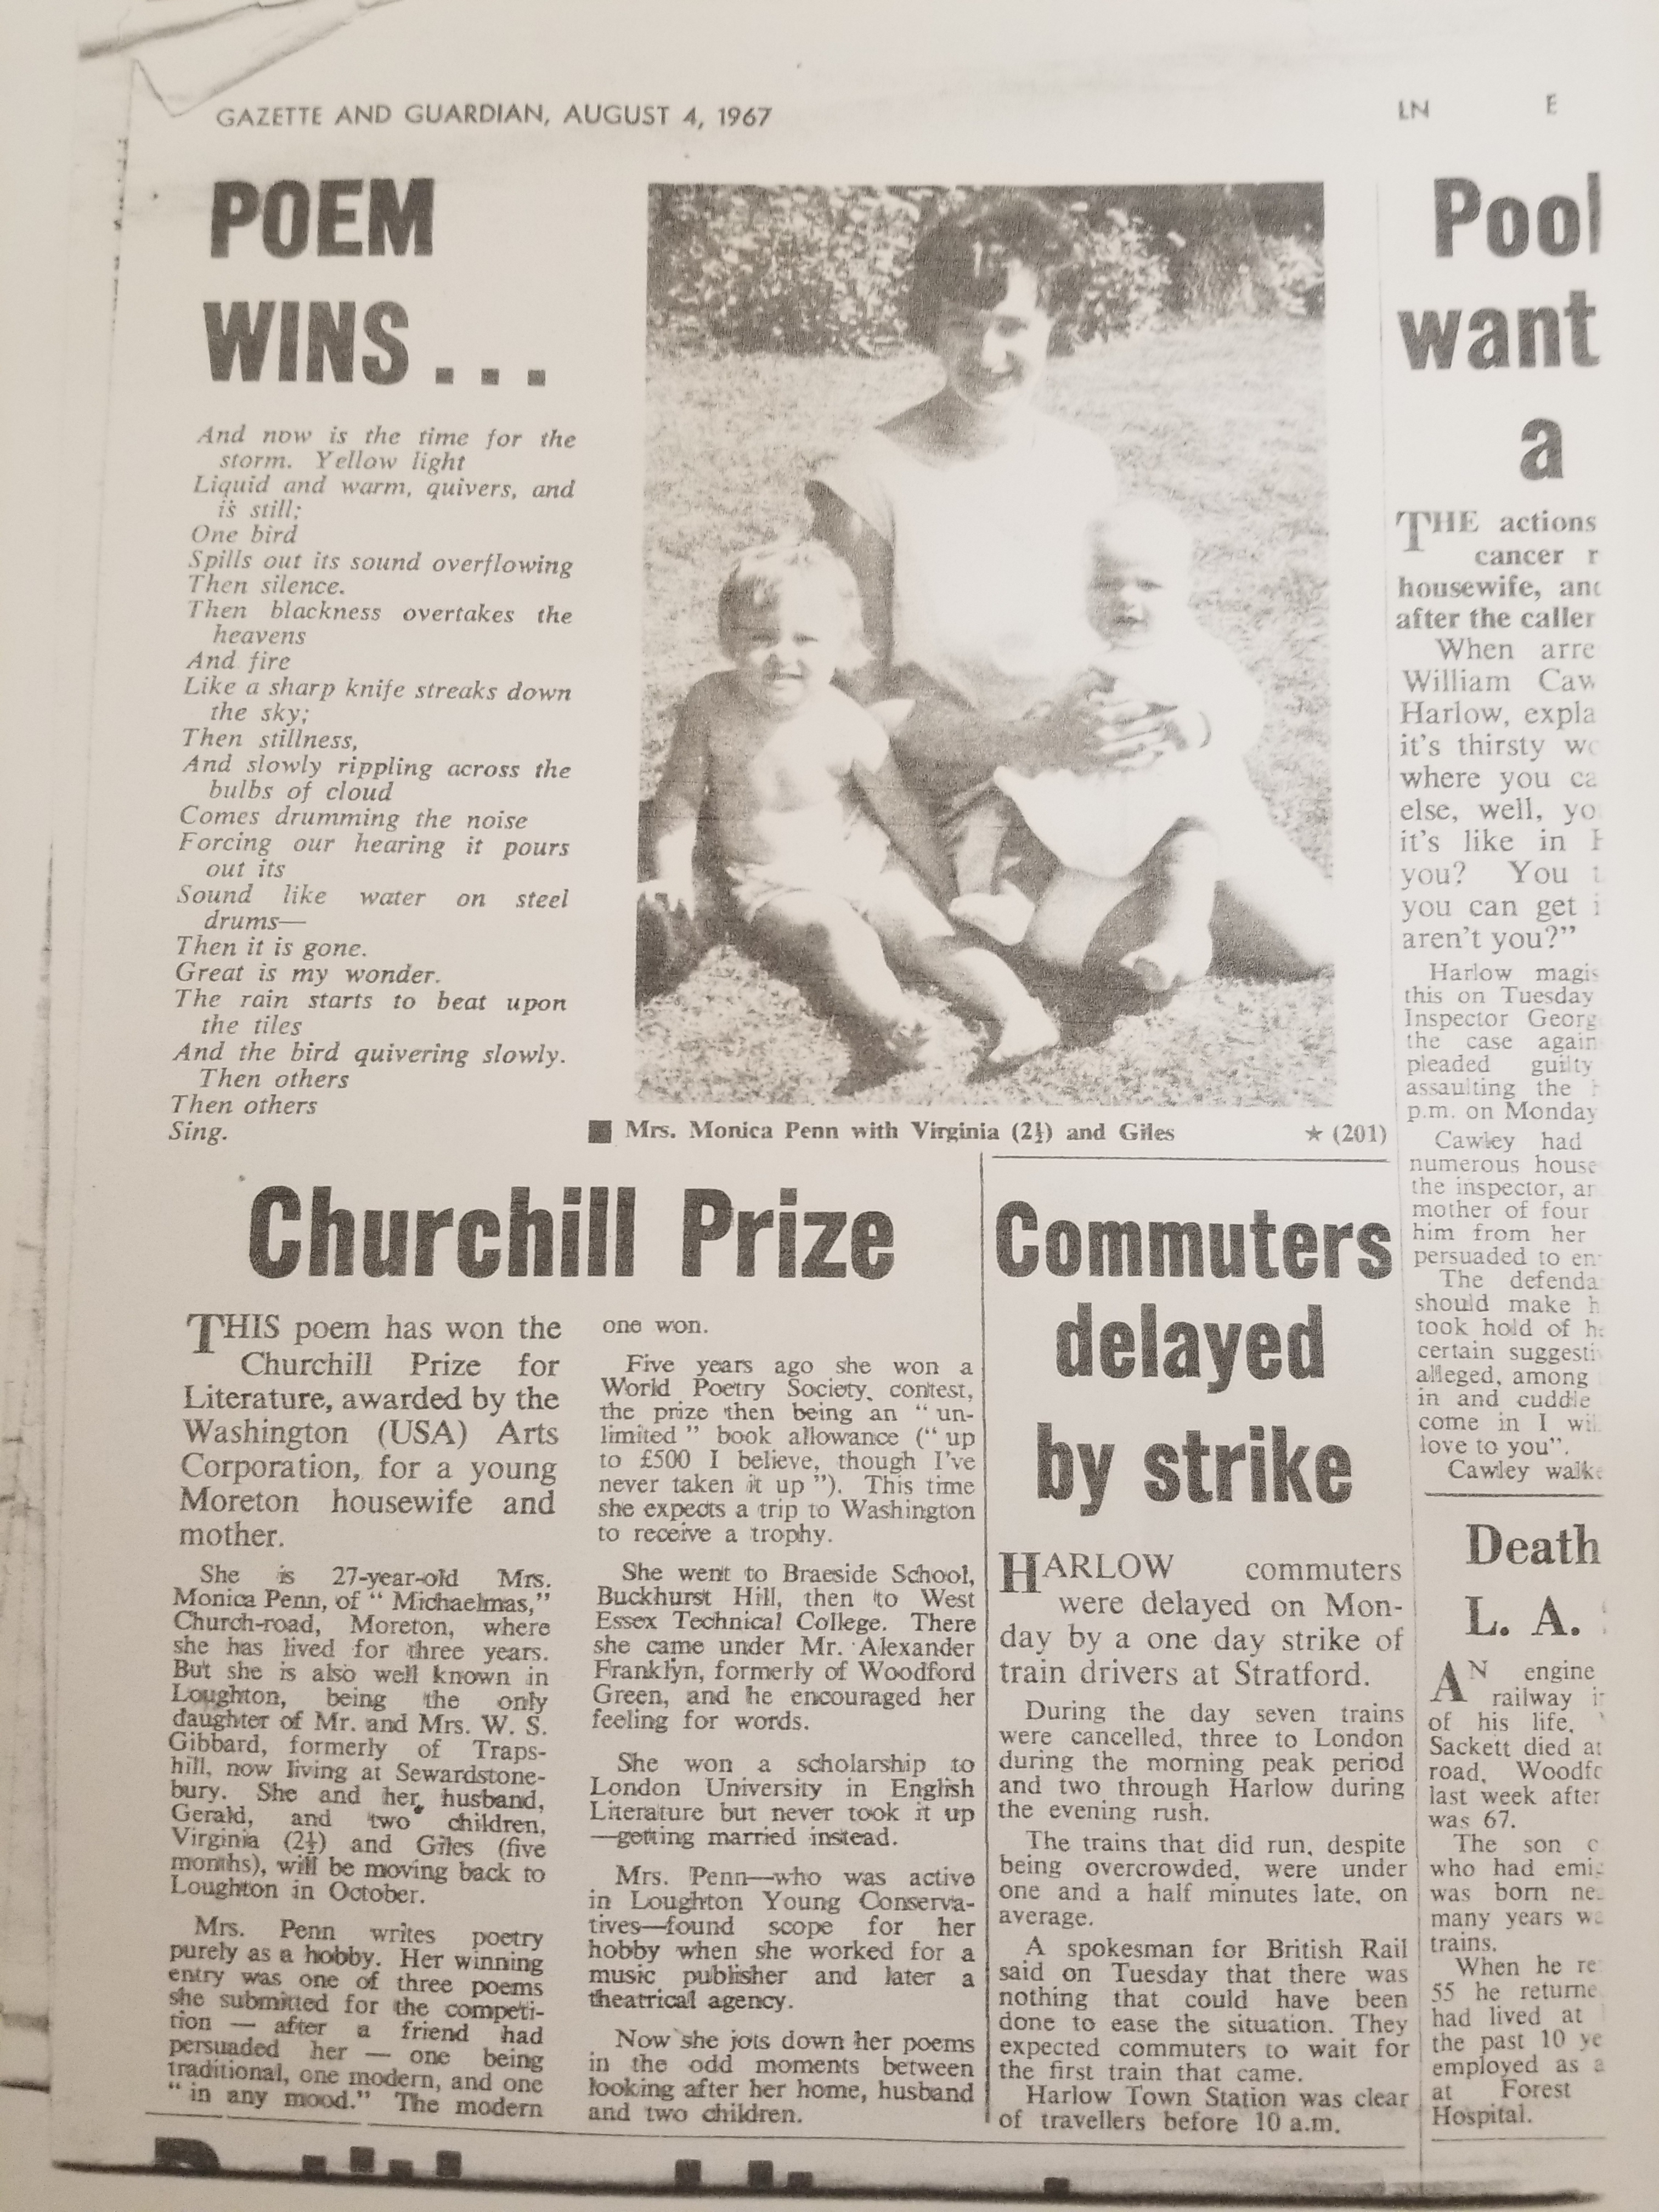 GAZETTE AND GUARDIAN, AUGUST 4, 1967
LN E
POEM
WINS...
And now is the time for the
storm. Yellow light
Liquid and warm, quivers, and
is still;
One bird
Spills out its sound overflowing
Then silence.
Then blackness overtakes the
heavens
And fire
Like a sharp knife streaks down
the sky;
Then stillness,
And slowly rippling across the
bulbs of cloud
Comes drumming the noise
Forcing our hearing it pours
out its
Sound like water on steel
drums—
Then it is gone.
Great is my wonder.
The rain starts to beat upon
the tiles
And the bird quivering slowly.
Then others
Then others
Sing.
■ Mrs. Monica Penn with Virginia (2½) and Giles ★ (201)
Churchill Prize
THIS poem has won the
Churchill Prize for
Literature, awarded by the
Washington (USA) Arts
Corporation, for a young
Moreton housewife and
mother.
She is 27-year-old Mrs.
Monica Penn, of “ Michaelmas,”
Church-road, Moreton, where
she has lived for three years.
But she is also well known in
Loughton, being the only
daughter of Mr. and Mrs. W. S.
Gibbard, formerly of Traps-
hill, now living at Sewardstone-
bury. She and her husband,
Gerald, and two children,
Virginia (2½) and Giles (five
months), will be moving back to
Loughton in October.
Mrs. Penn writes poetry
purely as a hobby. Her winning
entry was one of three poems
she submitted for the competi-
tion — after a friend had
persuaded her — one being
traditional, one modern, and one
“ in any mood.” The modern
one won.
Five years ago she won a
World Poetry Society, contest,
the prize then being an “ un-
limited ” book allowance (“ up
to £500 I believe, though I've
never taken it up ”). This time
she expects a trip to Washington
to receive a trophy.
She went to Braeside School,
Buckhurst Hill, then to West
Essex Technical College. There
she came under Mr. Alexander
Franklyn, formerly of Woodford
Green, and he encouraged her
feeling for words.
She won a scholarship to
London University in English
Literature but never took it up
—getting married instead.
Mrs. Penn—who was active
in Loughton Young Conserva-
tives—found scope for her
hobby when she worked for a
music publisher and later a
theatrical agency.
Now she jots down her poems
in the odd moments between
looking after her home, husband
and two children.
Commuters
delayed
by strike
HARLOW commuters
were delayed on Mon-
day by a one day strike of
train drivers at Stratford.
During the day seven trains
were cancelled, three to London
during the morning peak period
and two through Harlow during
the evening rush.
The trains that did run, despite
being overcrowded, were under
one and a half minutes late, on
average.
A spokesman for British Rail
said on Tuesday that there was
nothing that could have been
done to ease the situation. They
expected commuters to wait for
the first train that came.
Harlow Town Station was clear
of travellers before 10 a.m.
Pool
want
a
THE actions
cancer r
housewife, and
after the caller
When arre
William Caw
Harlow, expla
it's thirsty wo
where you ca
else, well, yo
it's like in
you? You t
you can get i
aren't you?”
Harlow magis
this on Tuesday
Inspector Georg
the case again
pleaded guilty
assaulting the
p.m. on Monday
Cawley had
numerous house
the inspector, ar
mother of four
him from her
persuaded to en
The defenda
should make h
took hold of h
certain suggesti
alleged, among
in and cuddle
come in I wil
love to you”.
Cawley walke
Death
L. A.
AN engine
railway i
of his life,
Sackett died at
road, Woodfo
last week after
was 67.
The son o
who had emig
was born ne
many years wa
trains.
When he re
55 he returne
had lived at
the past 10 ye
employed as a
at Forest
Hospital.